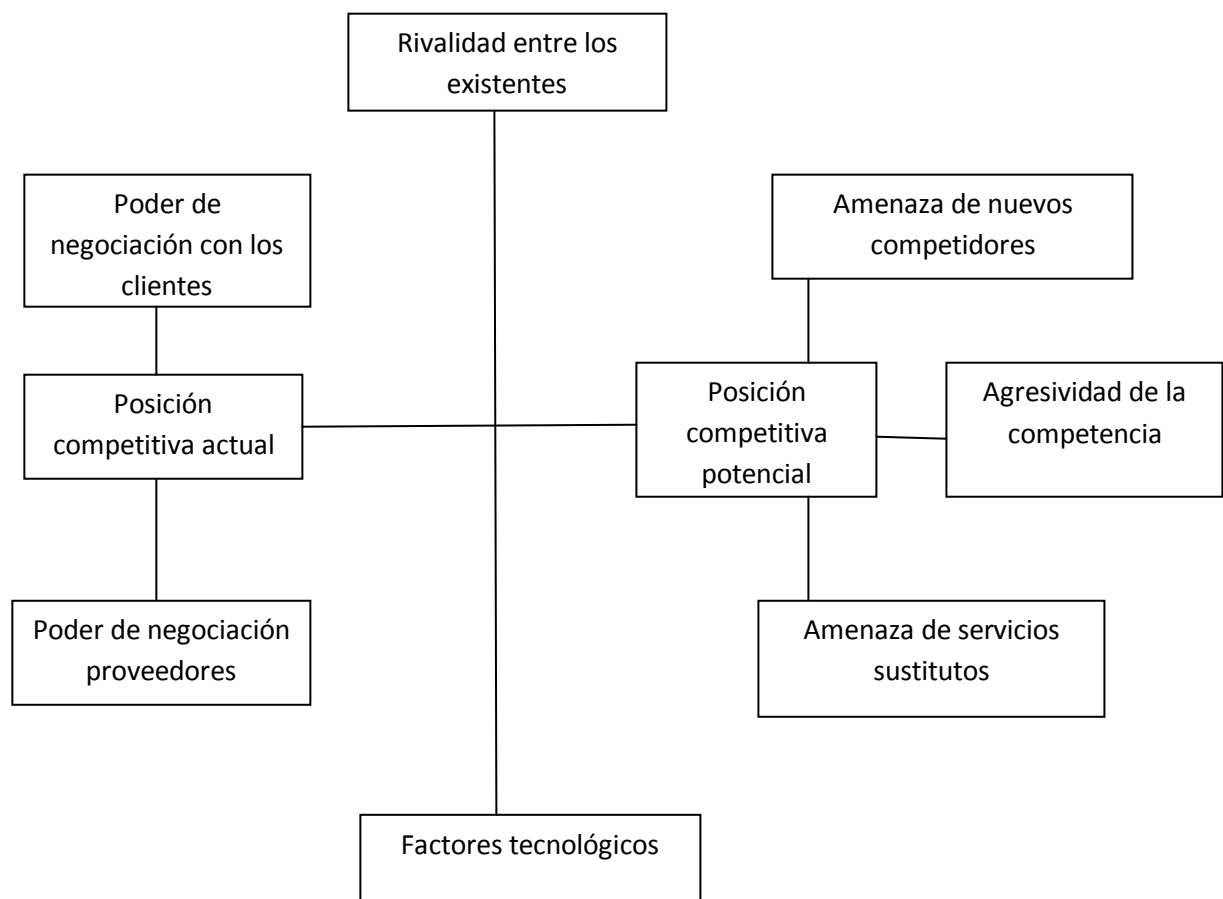 Rivalidad entre los
existentes
Poder de
negociación con los
clientes
Amenaza de nuevos
competidores
Posición
competitiva actual
Posición
competitiva
potencial
Agresividad de la
competencia
Poder de negociación
proveedores
Amenaza de servicios
sustitutos
Factores tecnológicos